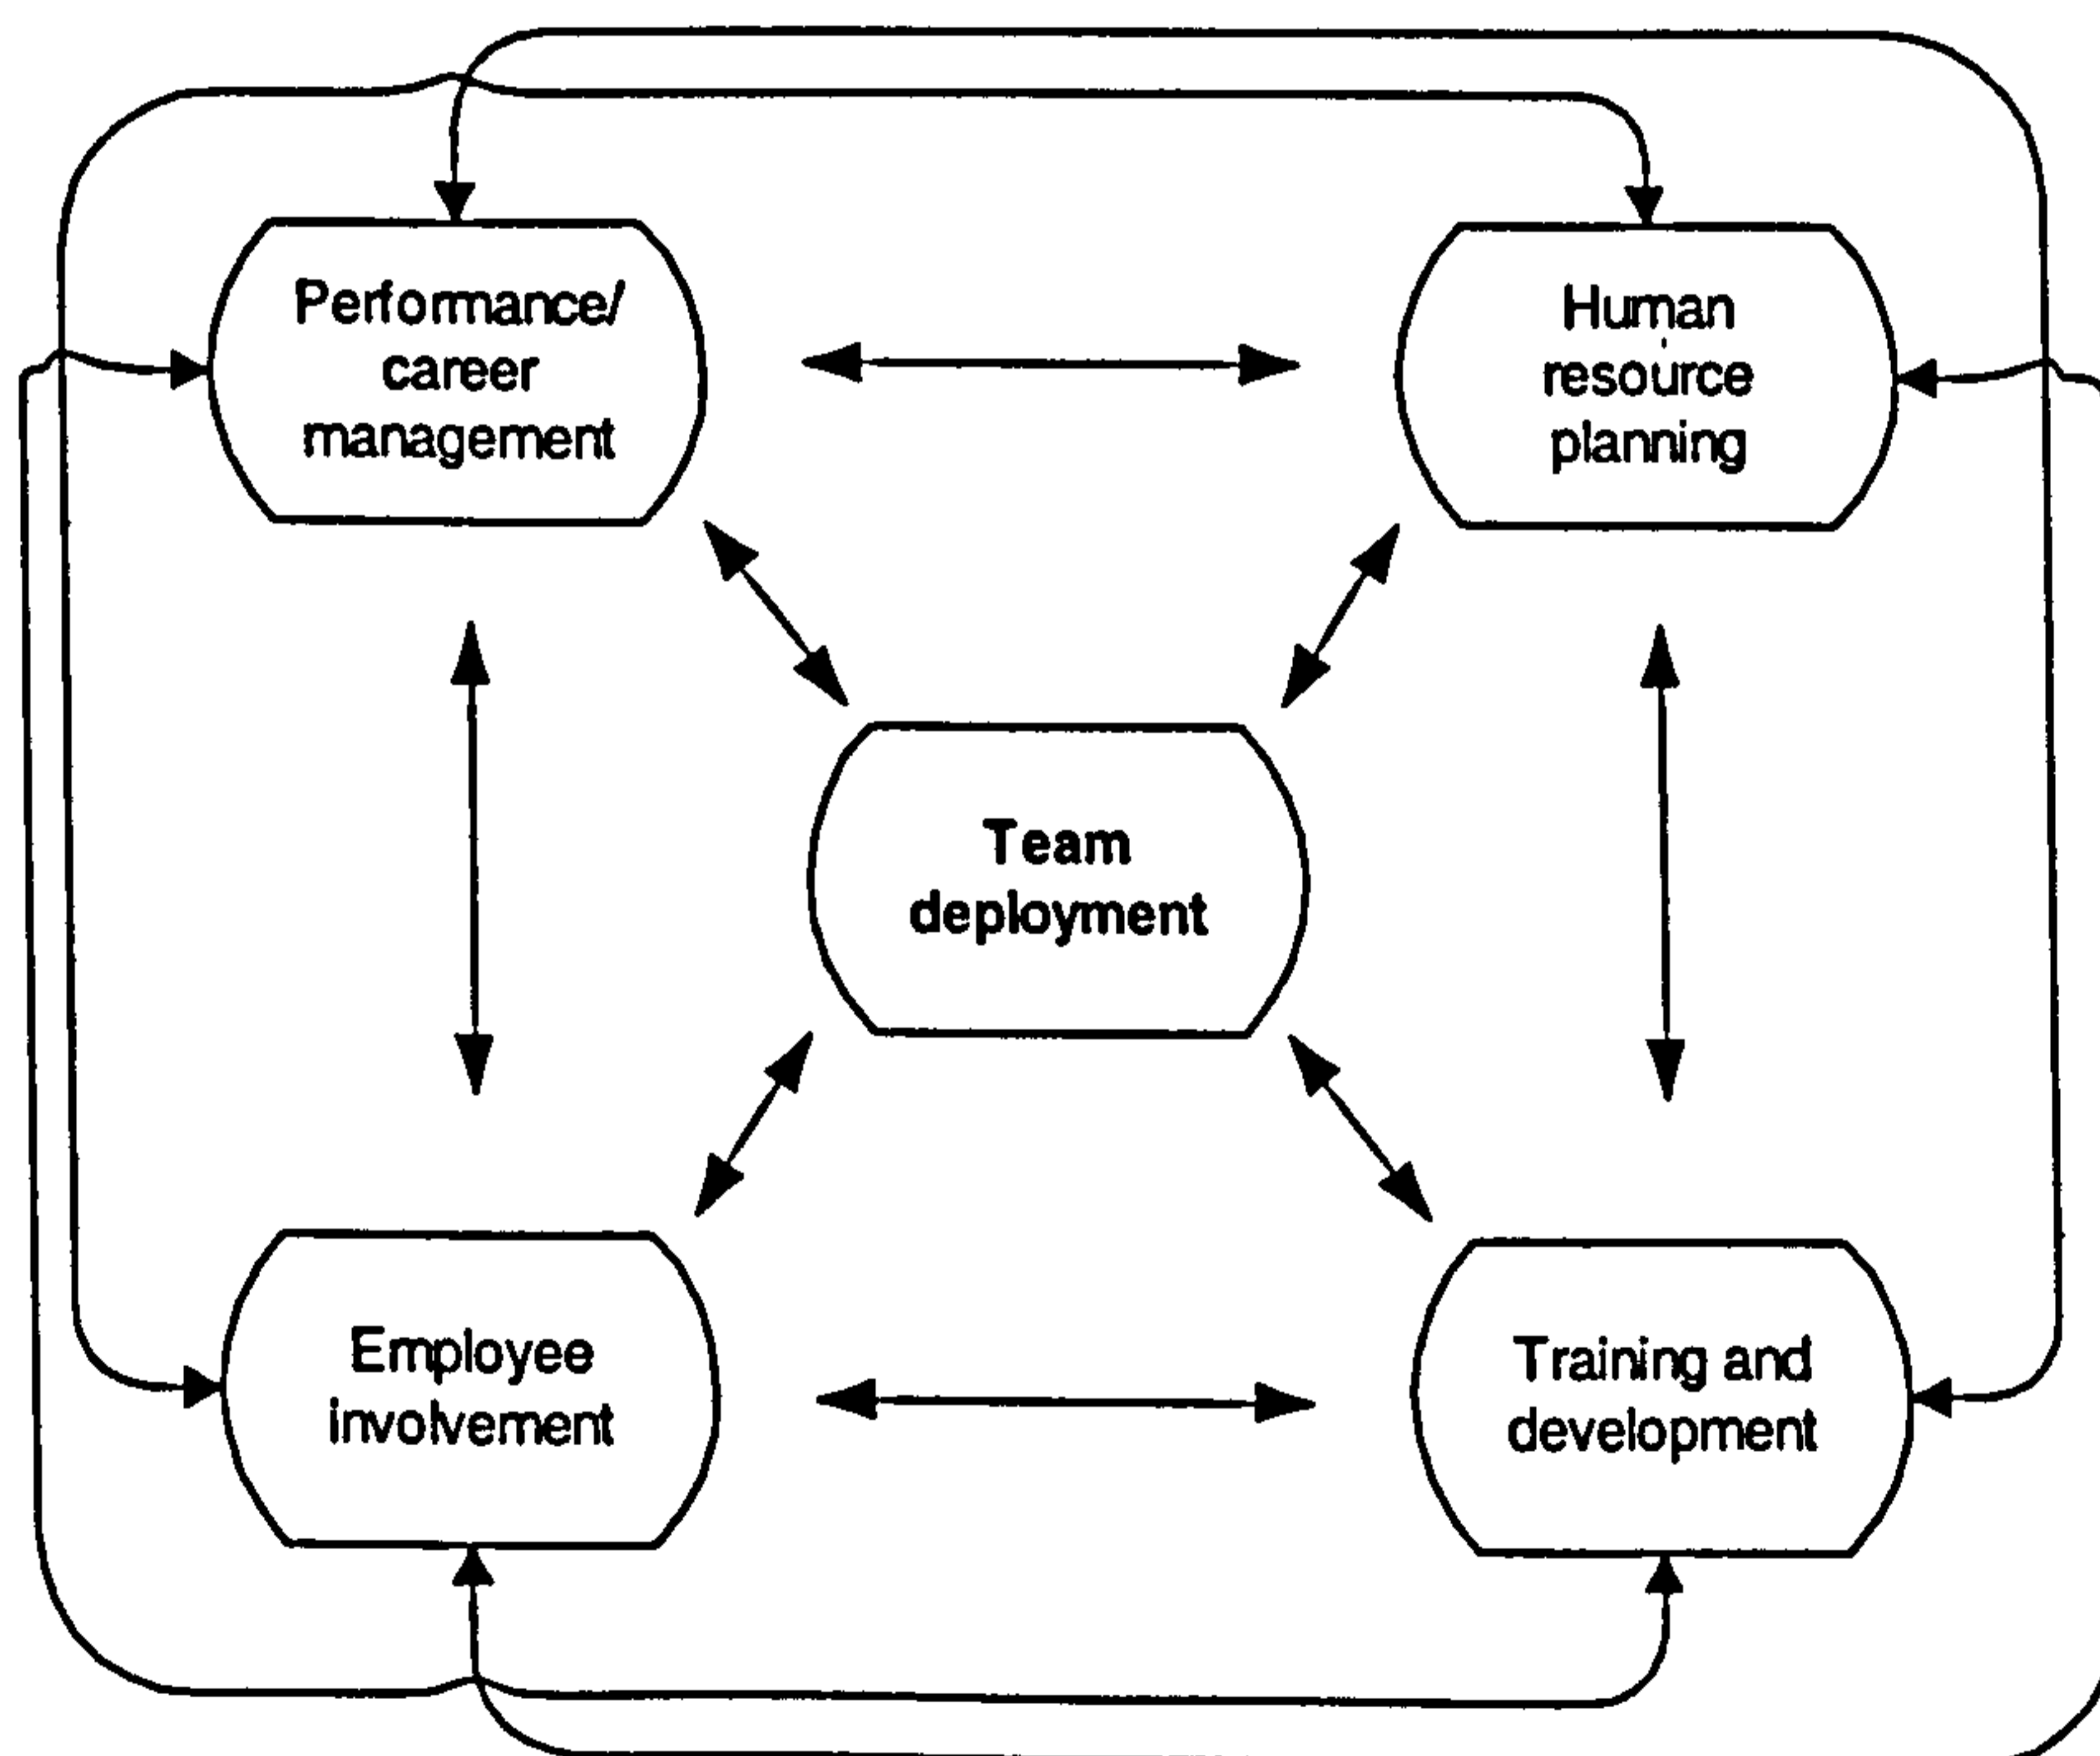 Performance/
career
management
Human
resource
planning
Team
deployment
Employee
involvement
Training and
development